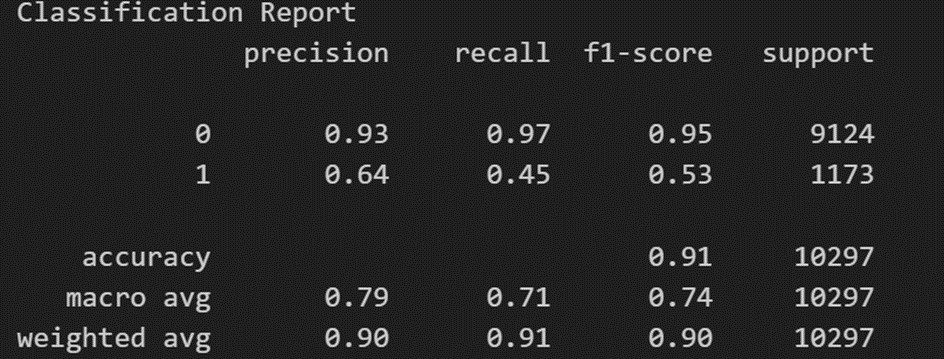 Classification Report
precision recall f1-score support
0 0.93 0.97 0.95 9124
1 0.64 0.45 0.53 1173
accuracy 0.91 10297
macro avg 0.79 0.71 0.74 10297
weighted avg 0.90 0.91 0.90 10297